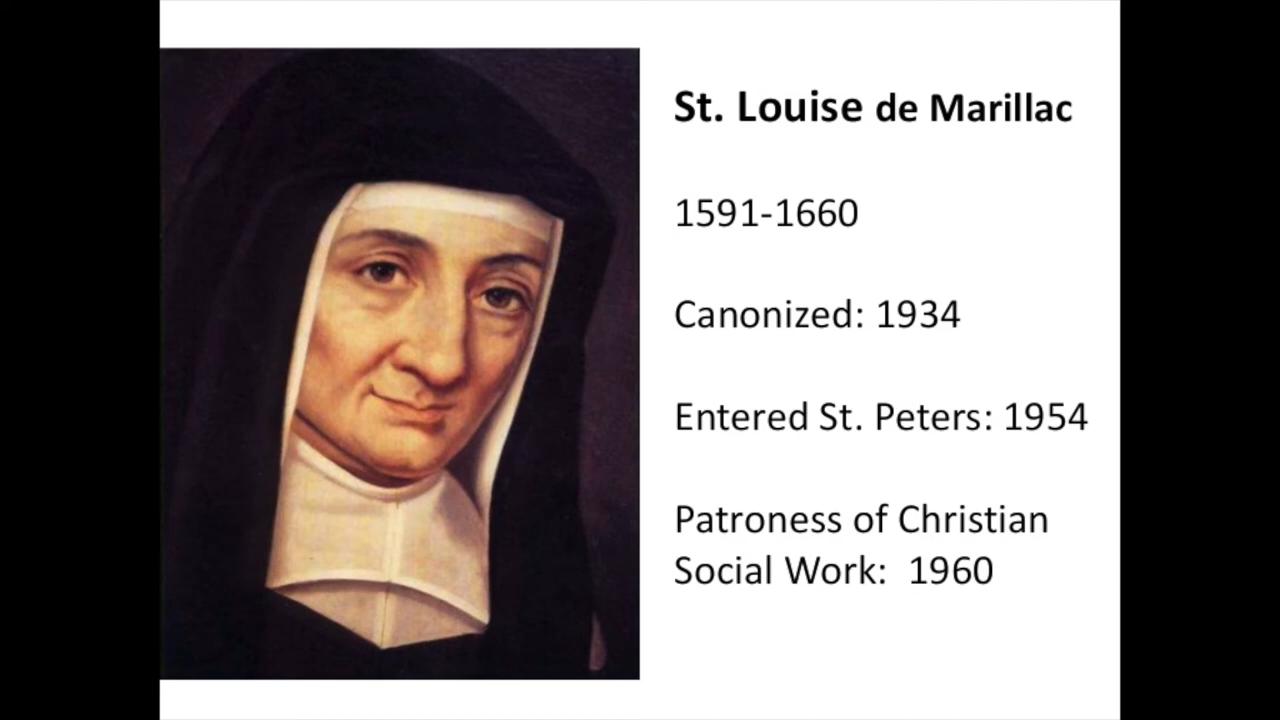 St. Louise de Marillac
1591-1660
Canonized: 1934
Entered St. Peters: 1954
Patroness of Christian
Social Work: 1960